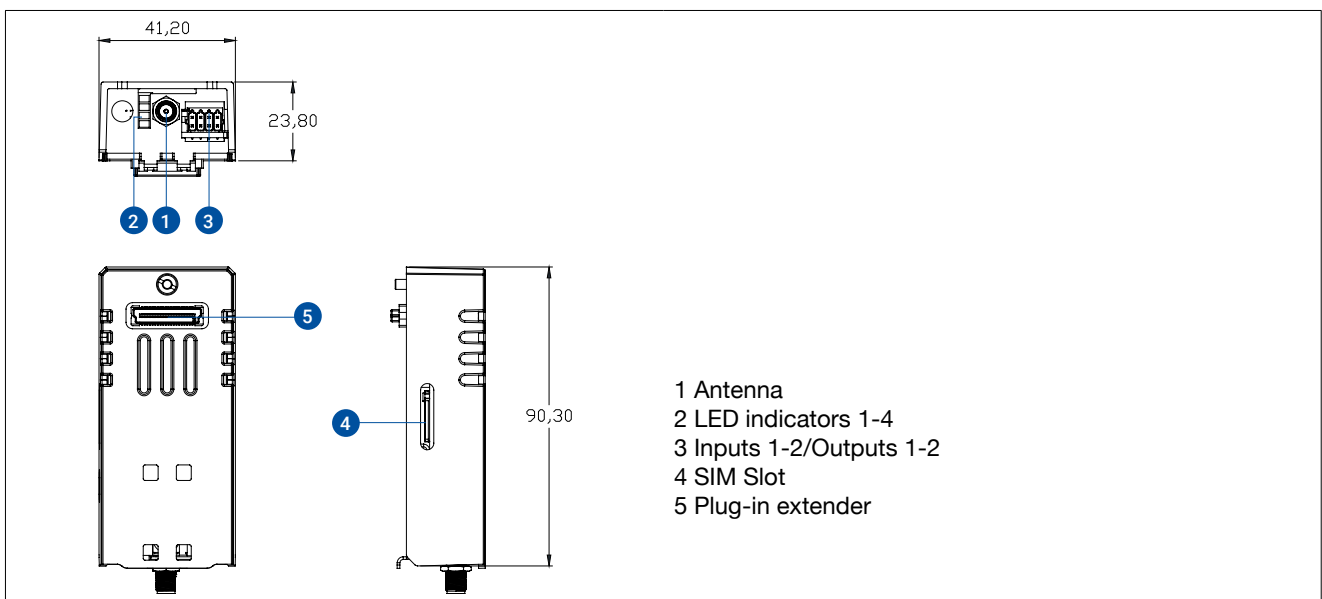 41,20
23,80
2 1 3
5
4
90,30
1 Antenna
2 LED indicators 1-4
3 Inputs 1-2/Outputs 1-2
4 SIM Slot
5 Plug-in extender